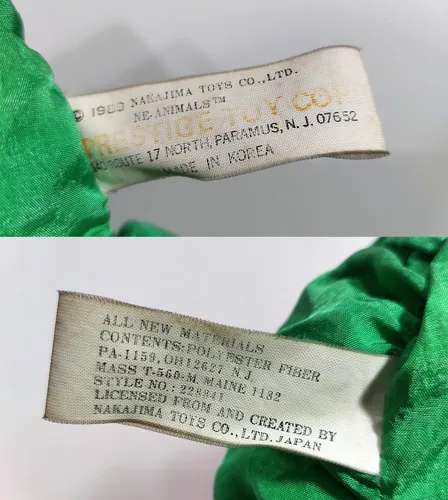 © 1989 NAKAJIMA TOYS CO., LTD.
NE-ANIMALS™
PRESTIGE TOY COR
ROUTE 17 NORTH, PARAMUS, N.J. 07652
MADE IN KOREA
ALL NEW MATERIALS
CONTENTS: POLYESTER FIBER
PA-1159, OH12627 N J
MASS T-560-M MAINE 1182
STYLE NO.: 228841
LICENSED FROM AND CREATED BY
NAKAJIMA TOYS CO., LTD. JAPAN